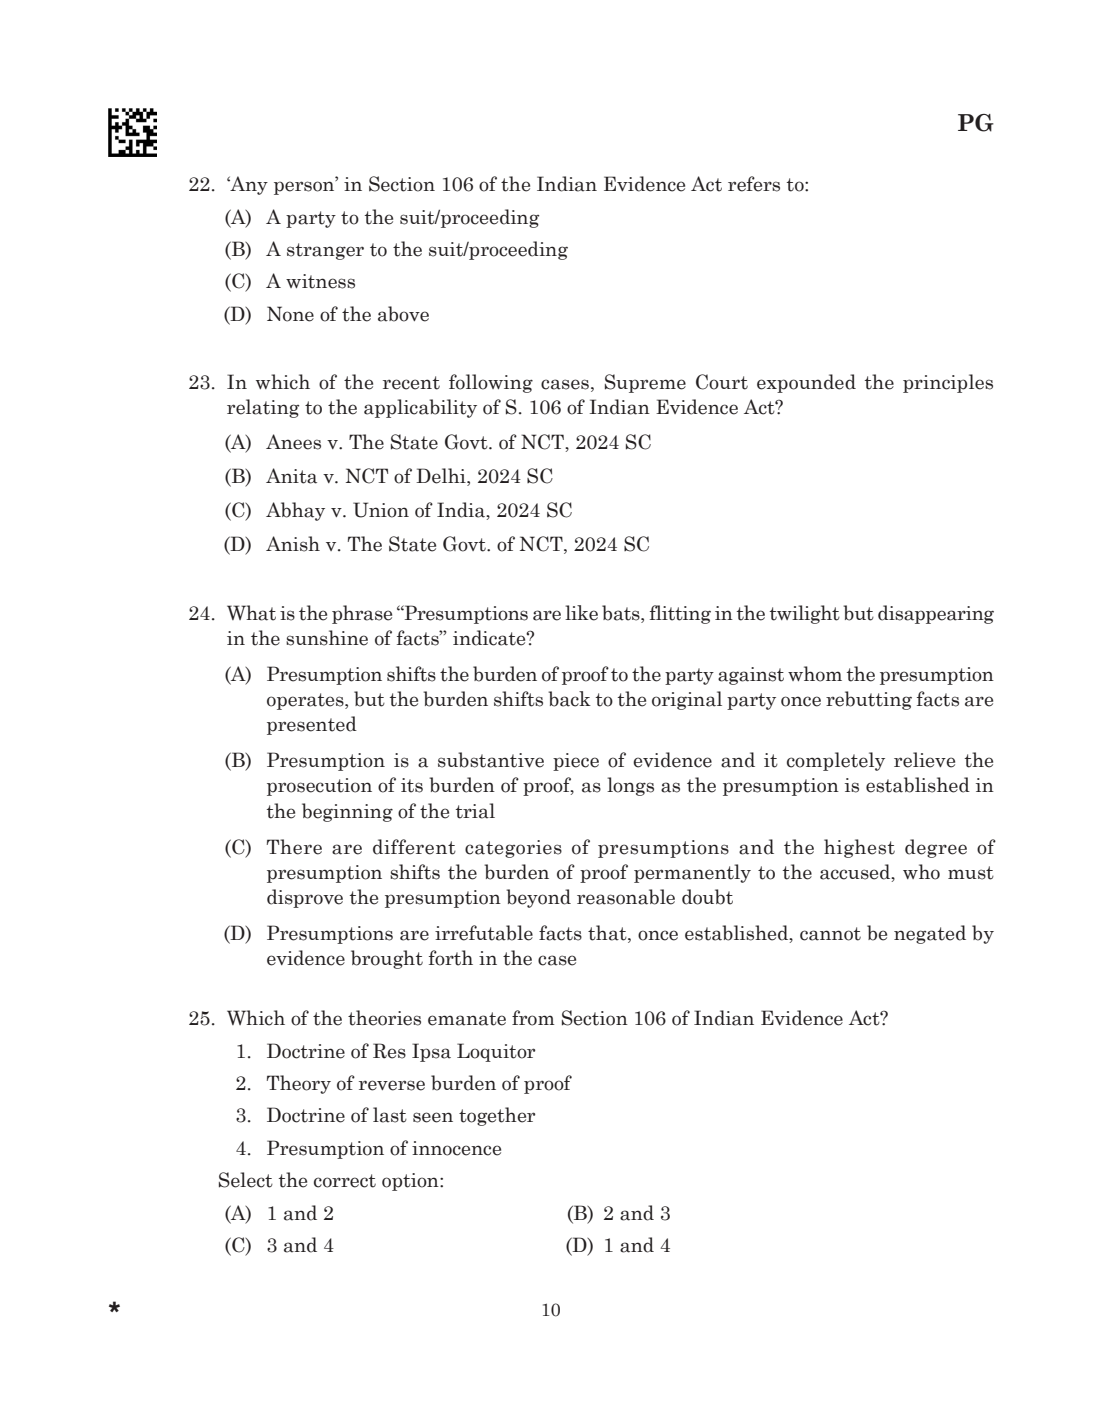 PG
22. ‘Any person’ in Section 106 of the Indian Evidence Act refers to:
(A) A party to the suit/proceeding
(B) A stranger to the suit/proceeding
(C) A witness
(D) None of the above
23. In which of the recent following cases, Supreme Court expounded the principles
relating to the applicability of S. 106 of Indian Evidence Act?
(A) Anees v. The State Govt. of NCT, 2024 SC
(B) Anita v. NCT of Delhi, 2024 SC
(C) Abhay v. Union of India, 2024 SC
(D) Anish v. The State Govt. of NCT, 2024 SC
24. What is the phrase “Presumptions are like bats, flitting in the twilight but disappearing
in the sunshine of facts” indicate?
(A) Presumption shifts the burden of proof to the party against whom the presumption
operates, but the burden shifts back to the original party once rebutting facts are
presented
(B) Presumption is a substantive piece of evidence and it completely relieve the
prosecution of its burden of proof, as longs as the presumption is established in
the beginning of the trial
(C) There are different categories of presumptions and the highest degree of
presumption shifts the burden of proof permanently to the accused, who must
disprove the presumption beyond reasonable doubt
(D) Presumptions are irrefutable facts that, once established, cannot be negated by
evidence brought forth in the case
25. Which of the theories emanate from Section 106 of Indian Evidence Act?
1. Doctrine of Res Ipsa Loquitor
2. Theory of reverse burden of proof
3. Doctrine of last seen together
4. Presumption of innocence
Select the correct option:
(A) 1 and 2 (B) 2 and 3
(C) 3 and 4 (D) 1 and 4
* 10